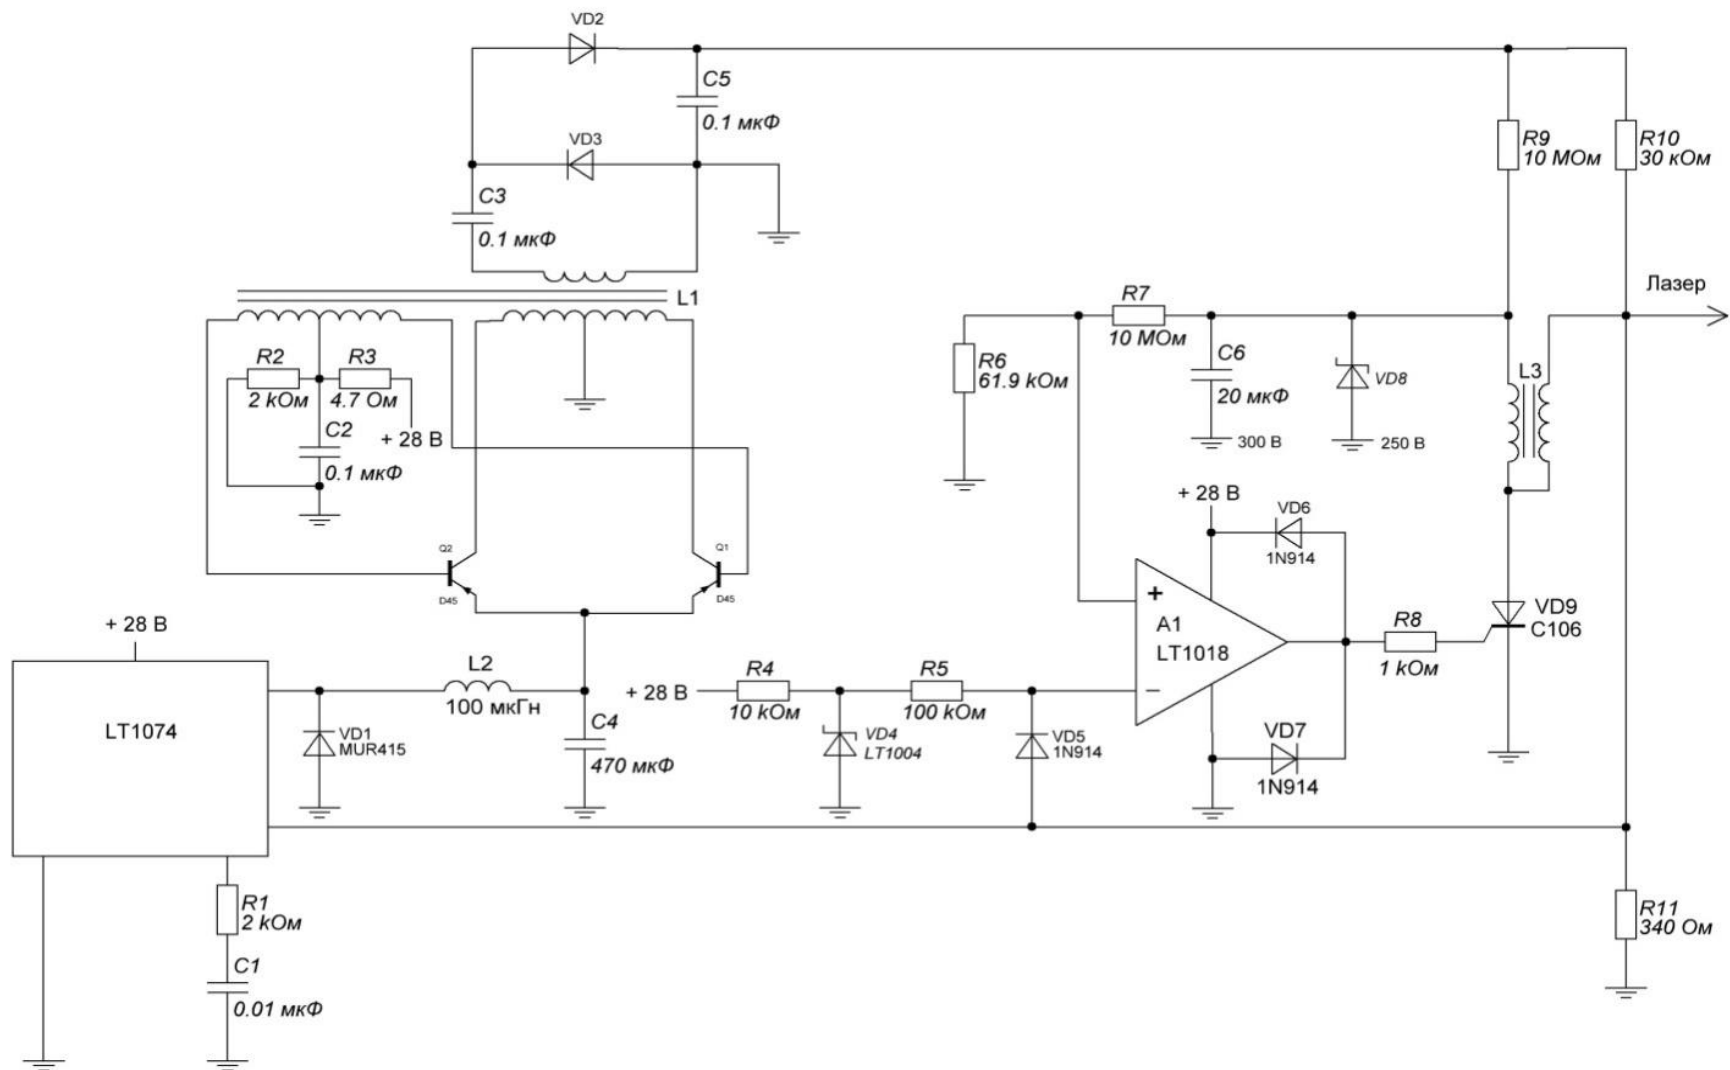 VD2
C5
0.1 мкФ
VD3
C3
0.1 мкФ
R9
10 МОм
R10
30 кОм
L1
R2
2 кОм
R3
4.7 Ом
+ 28 В
C2
0.1 мкФ
Лазер
R7
10 МОм
R6
61.9 кОм
C6
20 мкФ
300 В
VD8
250 В
L3
+ 28 В
VD6
1N914
Q2
D45
Q1
D45
+
A1
LT1018
–
R8
1 кОм
VD9
C106
VD7
1N914
+ 28 В
LT1074
VD1
MUR415
L2
100 мкГн
C4
470 мкФ
+ 28 В
R4
10 кОм
VD4
LT1004
R5
100 кОм
VD5
1N914
R1
2 кОм
C1
0.01 мкФ
R11
340 Ом